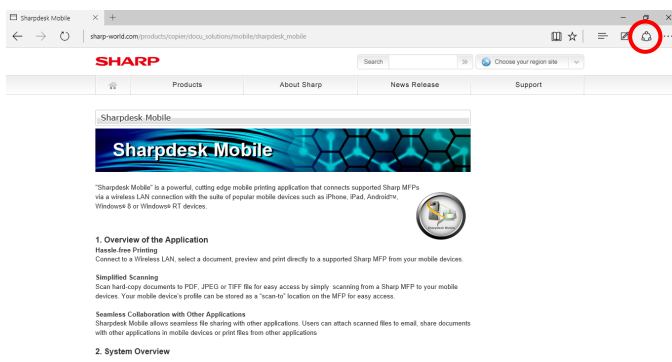 Sharpdesk Mobile
sharp-world.com/products/copier/docu_solutions/mobile/sharpdesk_mobile
SHARP
Search
Choose your region site
Products About Sharp News Release Support
Sharpdesk Mobile
Sharpdesk Mobile
"Sharpdesk Mobile" is a powerful, cutting edge mobile printing application that connects supported Sharp MFPs
via a wireless LAN connection with the suite of popular mobile devices such as iPhone, iPad, Android™,
Windows® 8 or Windows® RT devices.
Sharpdesk Mobile
1. Overview of the Application
Hassle-free Printing
Connect to a Wireless LAN, select a document, preview and print directly to a supported Sharp MFP from your mobile devices.
Simplified Scanning
Scan hard-copy documents to PDF, JPEG or TIFF file for easy access by simply scanning from a Sharp MFP to your mobile
devices. Your mobile device's profile can be stored as a "scan-to" location on the MFP for easy access.
Seamless Collaboration with Other Applications
Sharpdesk Mobile allows seamless file sharing with other applications. Users can attach scanned files to email, share documents
with other applications in mobile devices or print files from other applications
2. System Overview